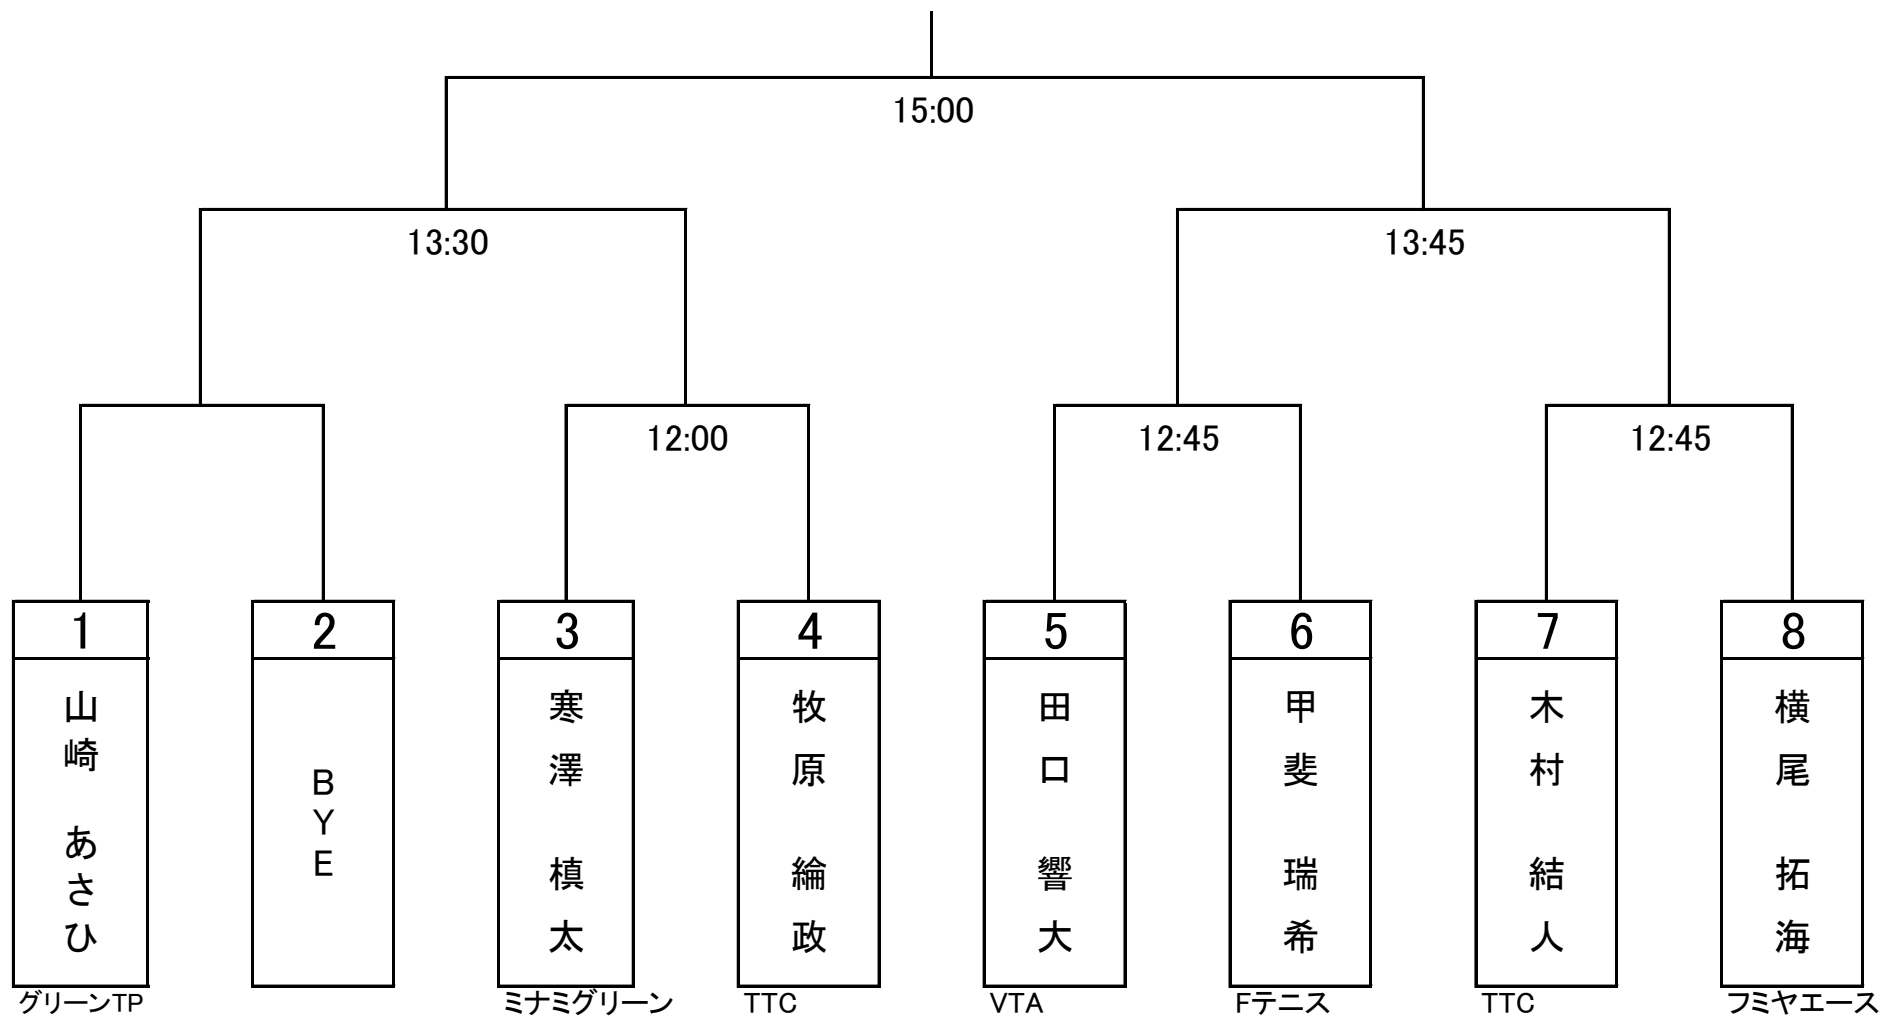 15:00
13:30
13:45
12:00
12:45
12:45
1
2
3
4
5
6
7
8
山崎 あさひ
BYE
寒澤 槙太
牧原 綸政
田口 響大
甲斐 瑞希
木村 結人
横尾 拓海
グリーンTP
ミナミグリーン
TTC
VTA
Fテニス
TTC
フミヤエース